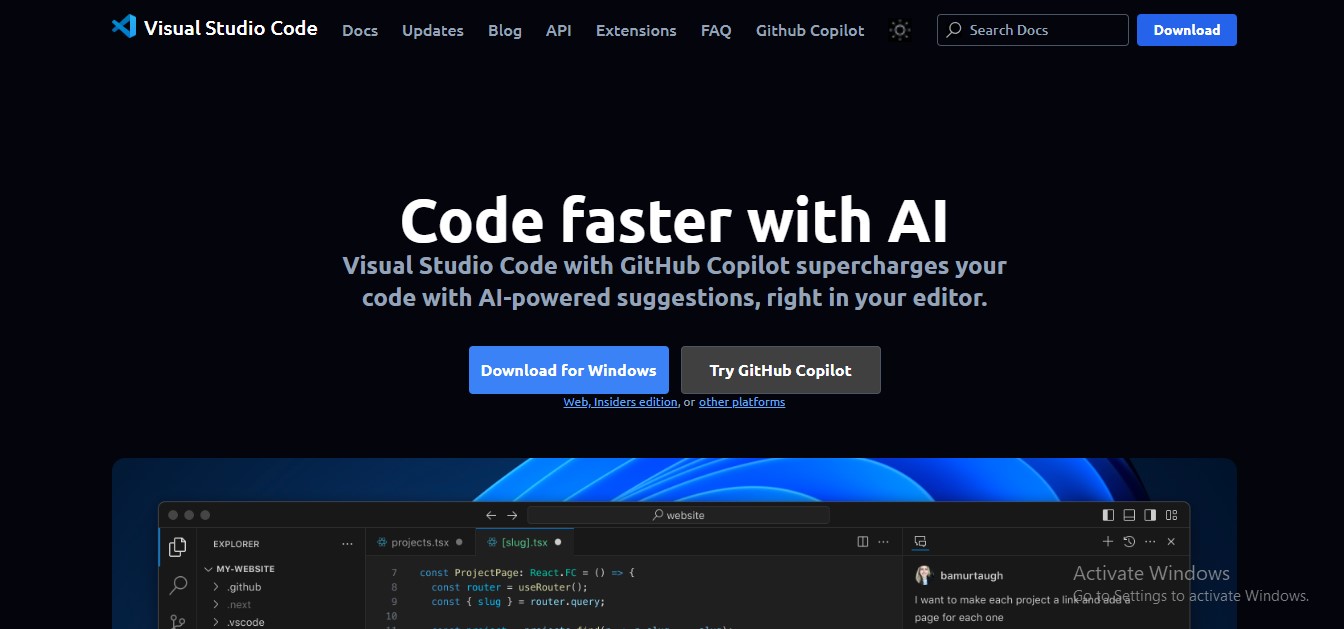 Visual Studio Code Docs Updates Blog API Extensions FAQ Github Copilot Search Docs Download
Code faster with AI
Visual Studio Code with GitHub Copilot supercharges your
code with AI-powered suggestions, right in your editor.
Download for Windows Try GitHub Copilot
Web, Insiders edition, or other platforms
website
EXPLORER ··· projects.tsx [slug].tsx
MY-WEBSITE
.github
.next
.vscode
7 const ProjectPage: React.FC = () => {
8 const router = useRouter();
9 const { slug } = router.query;
10
bamurtaugh
I want to make each project a link and add a
page for each one
Activate Windows
Go to Settings to activate Windows.